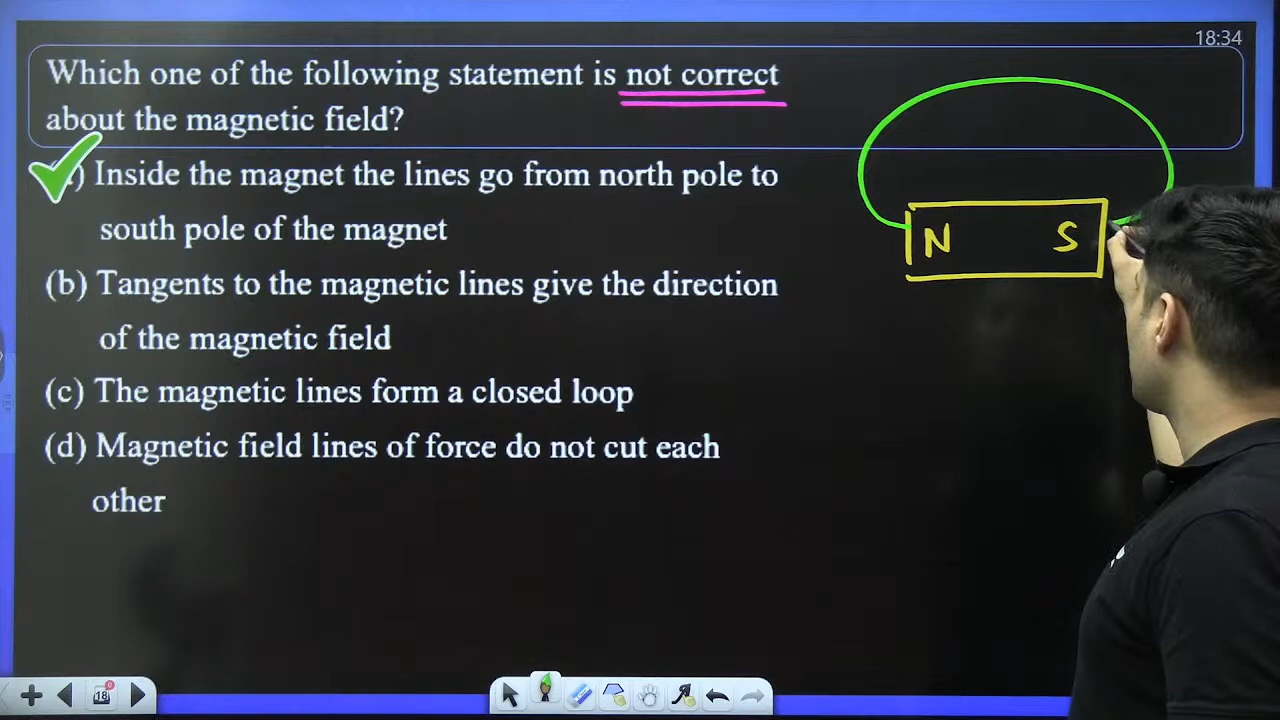 18:34
Which one of the following statement is not correct
about the magnetic field?
) Inside the magnet the lines go from north pole to
south pole of the magnet
(b) Tangents to the magnetic lines give the direction
of the magnetic field
(c) The magnetic lines form a closed loop
(d) Magnetic field lines of force do not cut each
other
N S
18